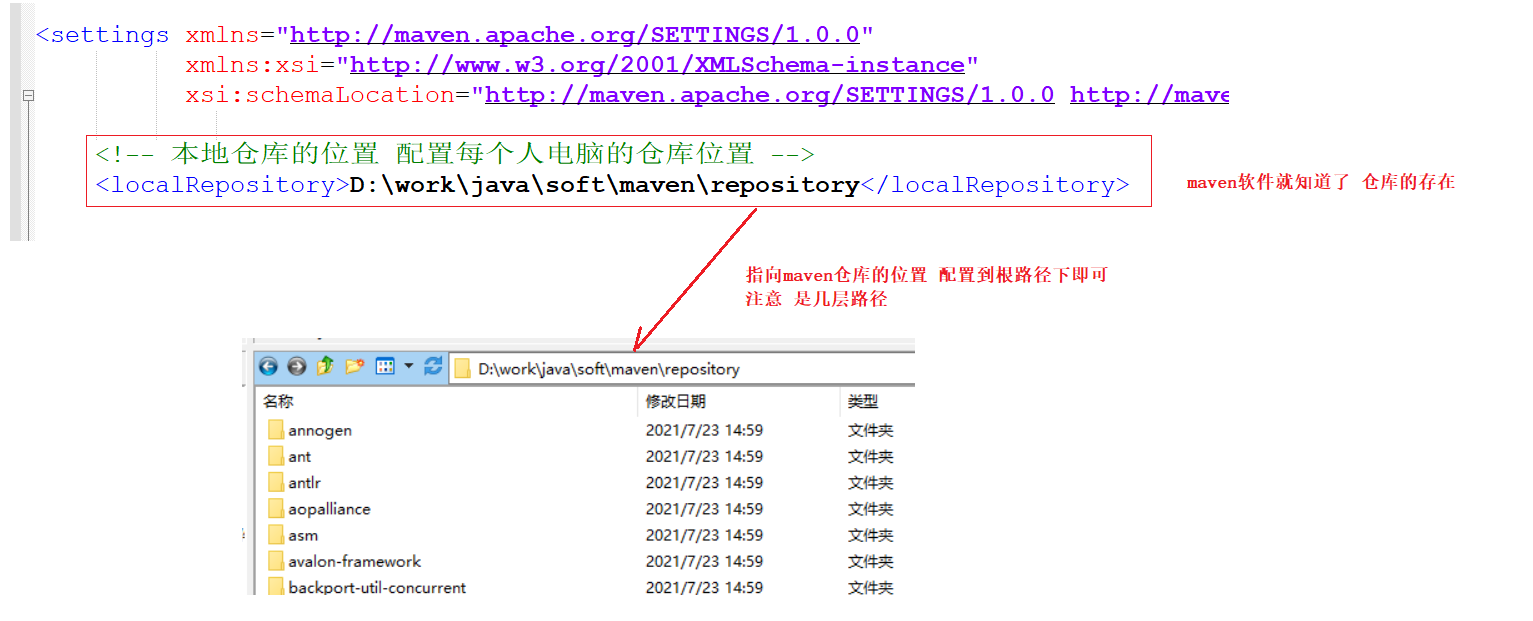 <settings xmlns="http://maven.apache.org/SETTINGS/1.0.0"
xmlns:xsi="http://www.w3.org/2001/XMLSchema-instance"
xsi:schemaLocation="http://maven.apache.org/SETTINGS/1.0.0 http://mave
<!-- 本地仓库的位置 配置每个人电脑的仓库位置 -->
<localRepository>D:\work\java\soft\maven\repository</localRepository>
maven软件就知道了 仓库的存在
指向maven仓库的位置 配置到根路径下即可
注意 是几层路径
D:\work\java\soft\maven\repository
名称 修改日期 类型
annogen 2021/7/23 14:59 文件夹
ant 2021/7/23 14:59 文件夹
antlr 2021/7/23 14:59 文件夹
aopalliance 2021/7/23 14:59 文件夹
asm 2021/7/23 14:59 文件夹
avalon-framework 2021/7/23 14:59 文件夹
backport-util-concurrent 2021/7/23 14:59 文件夹